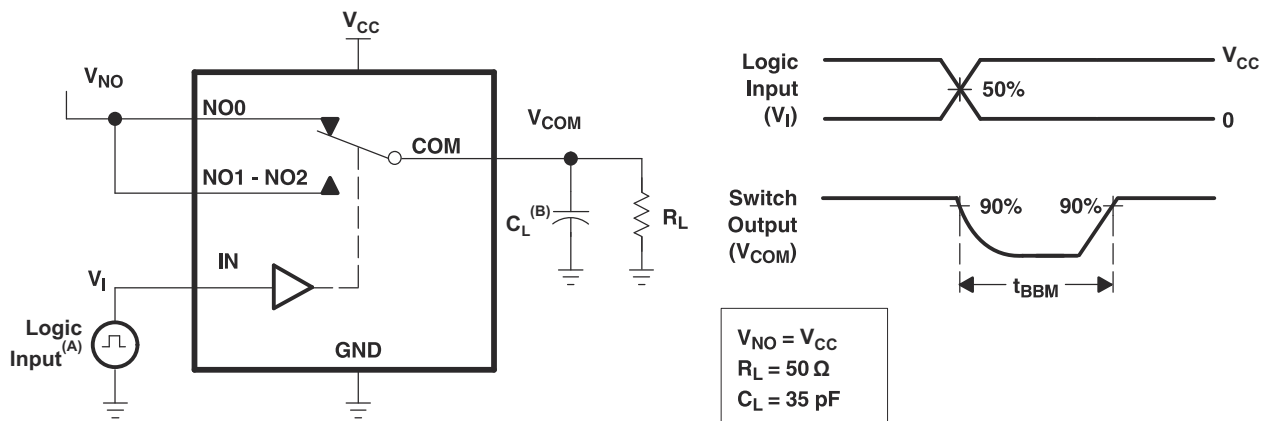 V_CC
V_NO
NO0
COM
V_COM
NO1 - NO2
C_L (B)
R_L
IN
V_I
Logic
Input(A)
GND
Logic
Input
(V_I)
V_CC
50%
0
Switch
Output
(V_COM)
90%
90%
t_BBM
V_NO = V_CC
R_L = 50 Ω
C_L = 35 pF